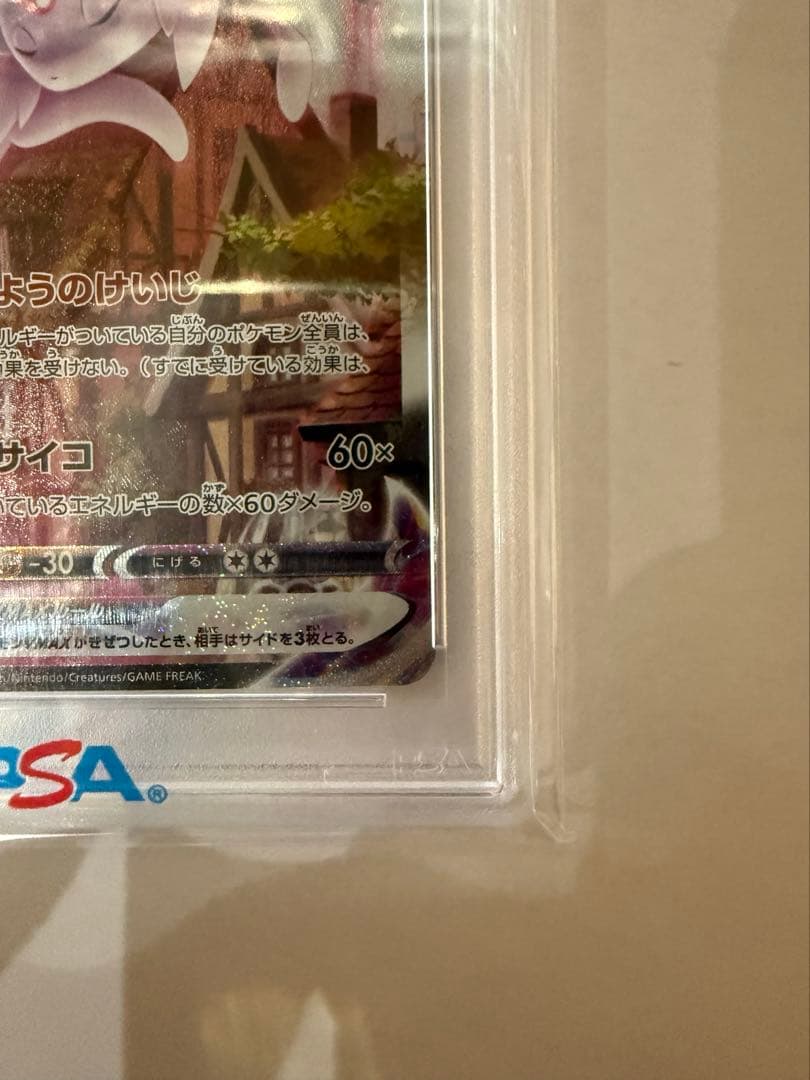 ようのけいじ
ルギーがついている自分のポケモン全員は、
果を受けない。(すでに受けている効果は、
サイコ 60×
いているエネルギーの数×60ダメージ。
-30 にげる
VMAXがきぜつしたとき、相手はサイドを3枚とる。
/Nintendo/Creatures/GAME FREAK
PSA®